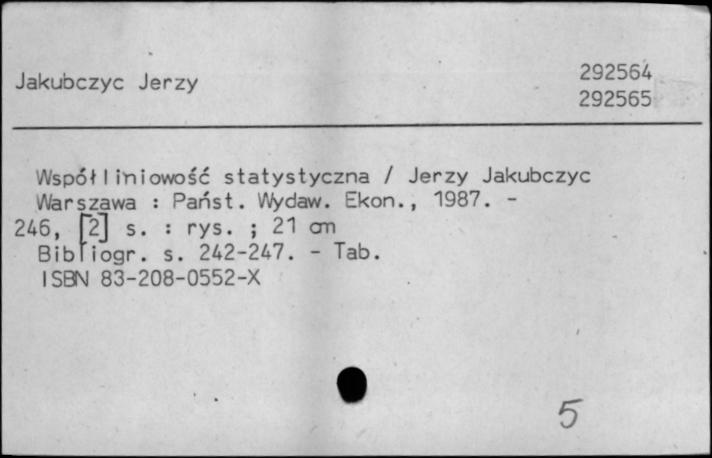 Jakubczyc Jerzy
292564
292565
Współliniowość statystyczna / Jerzy Jakubczyc
Warszawa : Państ. Wydaw. Ekon., 1987. -
246, [2] s. : rys. ; 21 cm
Bibliogr. s. 242-247. - Tab.
ISBN 83-208-0552-X
5